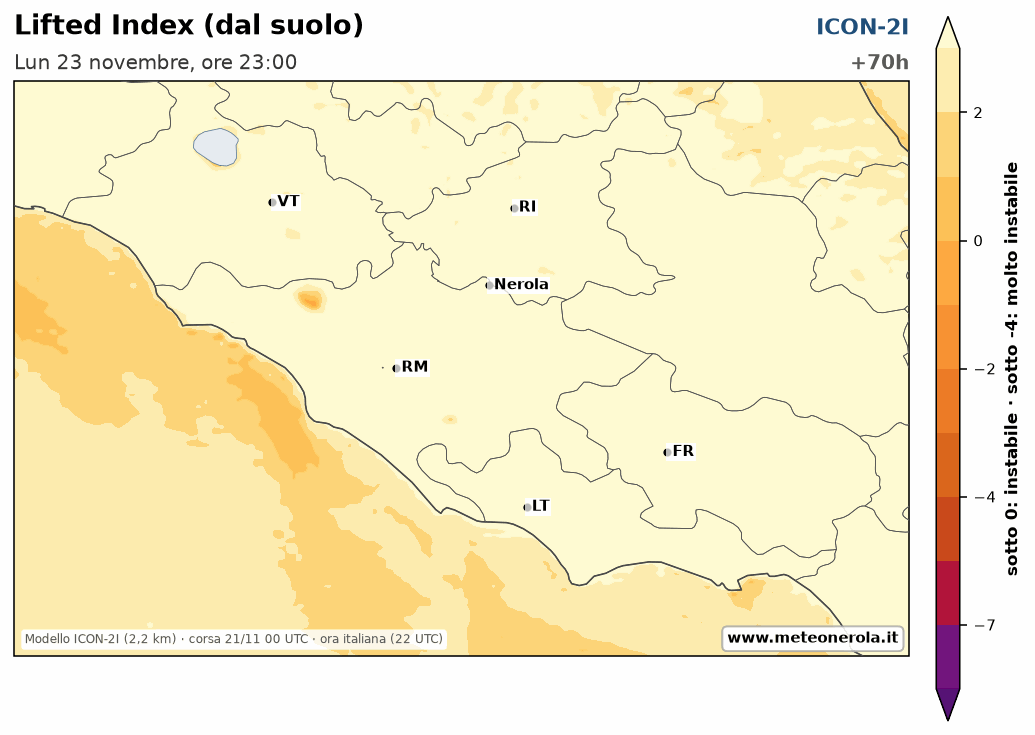 Lifted Index (dal suolo)
ICON-2I
Lun 23 novembre, ore 23:00
+70h
VT
RI
Nerola
RM
FR
LT
Modello ICON-2I (2,2 km) · corsa 21/11 00 UTC · ora italiana (22 UTC)
www.meteonerola.it
2
0
−2
−4
−7
sotto 0: instabile · sotto -4: molto instabile